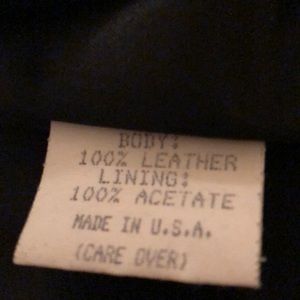 BODY:
100% LEATHER
LINING:
100% ACETATE
MADE IN U.S.A.
(CARE OVER)